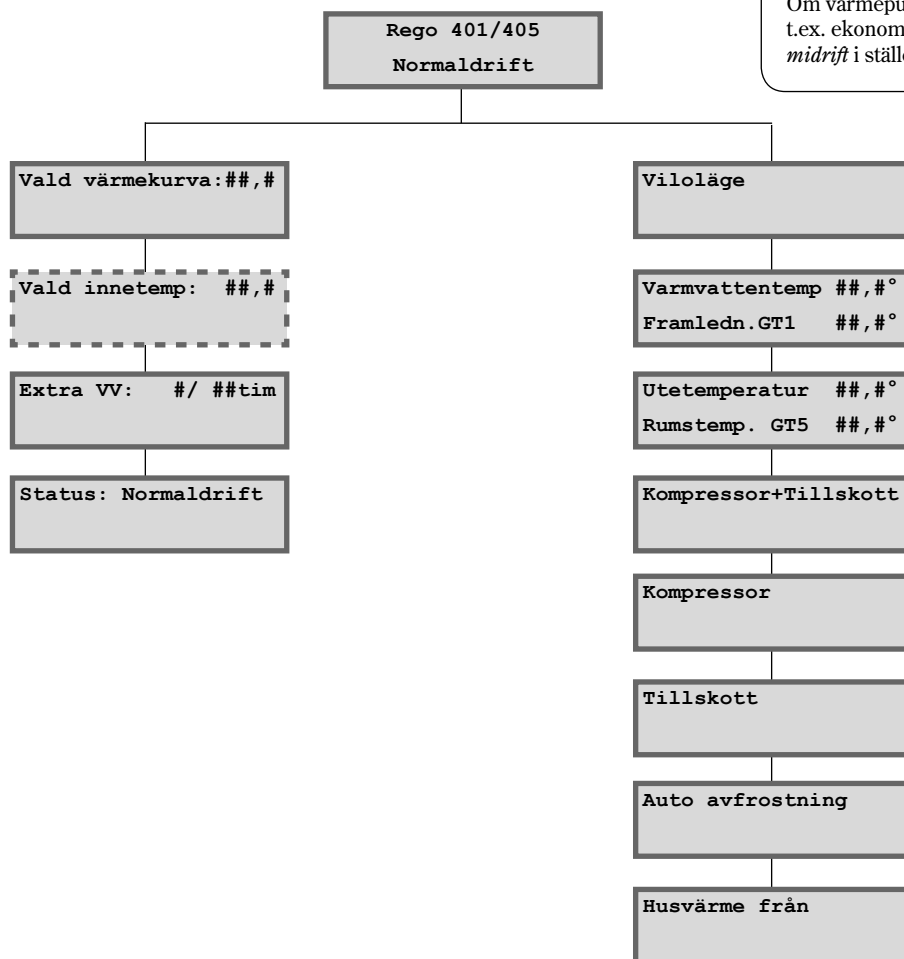 Om värmepu
t.ex. ekonom
midrift i ställe
Rego 401/405
Normaldrift
Vald värmekurva:##,#
Vald innetemp: ##,#
Extra VV: #/ ##tim
Status: Normaldrift
Viloläge
Varmvattentemp ##,#°
Framledn.GT1 ##,#°
Utetemperatur ##,#°
Rumstemp. GT5 ##,#°
Kompressor+Tillskott
Kompressor
Tillskott
Auto avfrostning
Husvärme från